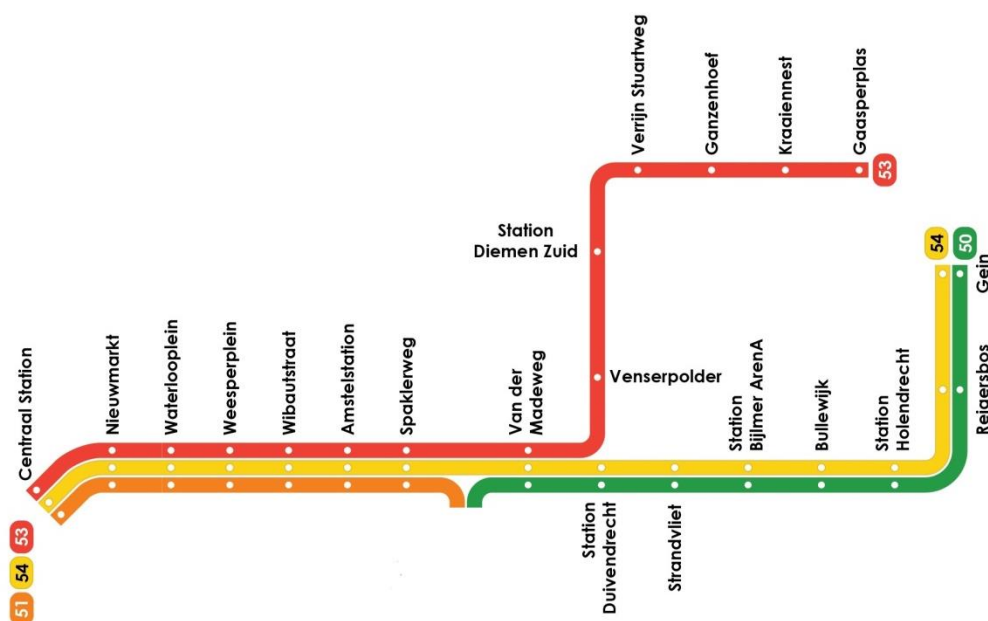 Centraal Station
Nieuwmarkt
Waterlooplein
Weesperplein
Wibautstraat
Amstelstation
Spaklerweg
Van der
Madeweg
Station
Diemen Zuid
Venserpolder
Verrijn Stuartweg
Ganzenhoef
Kraaiennest
Gaasperplas
53
Station
Duivendrecht
Strandvliet
Station
Bijlmer ArenA
Bullewijk
Station
Holendrecht
Reigersbos
Gein
54
50
51
54
53